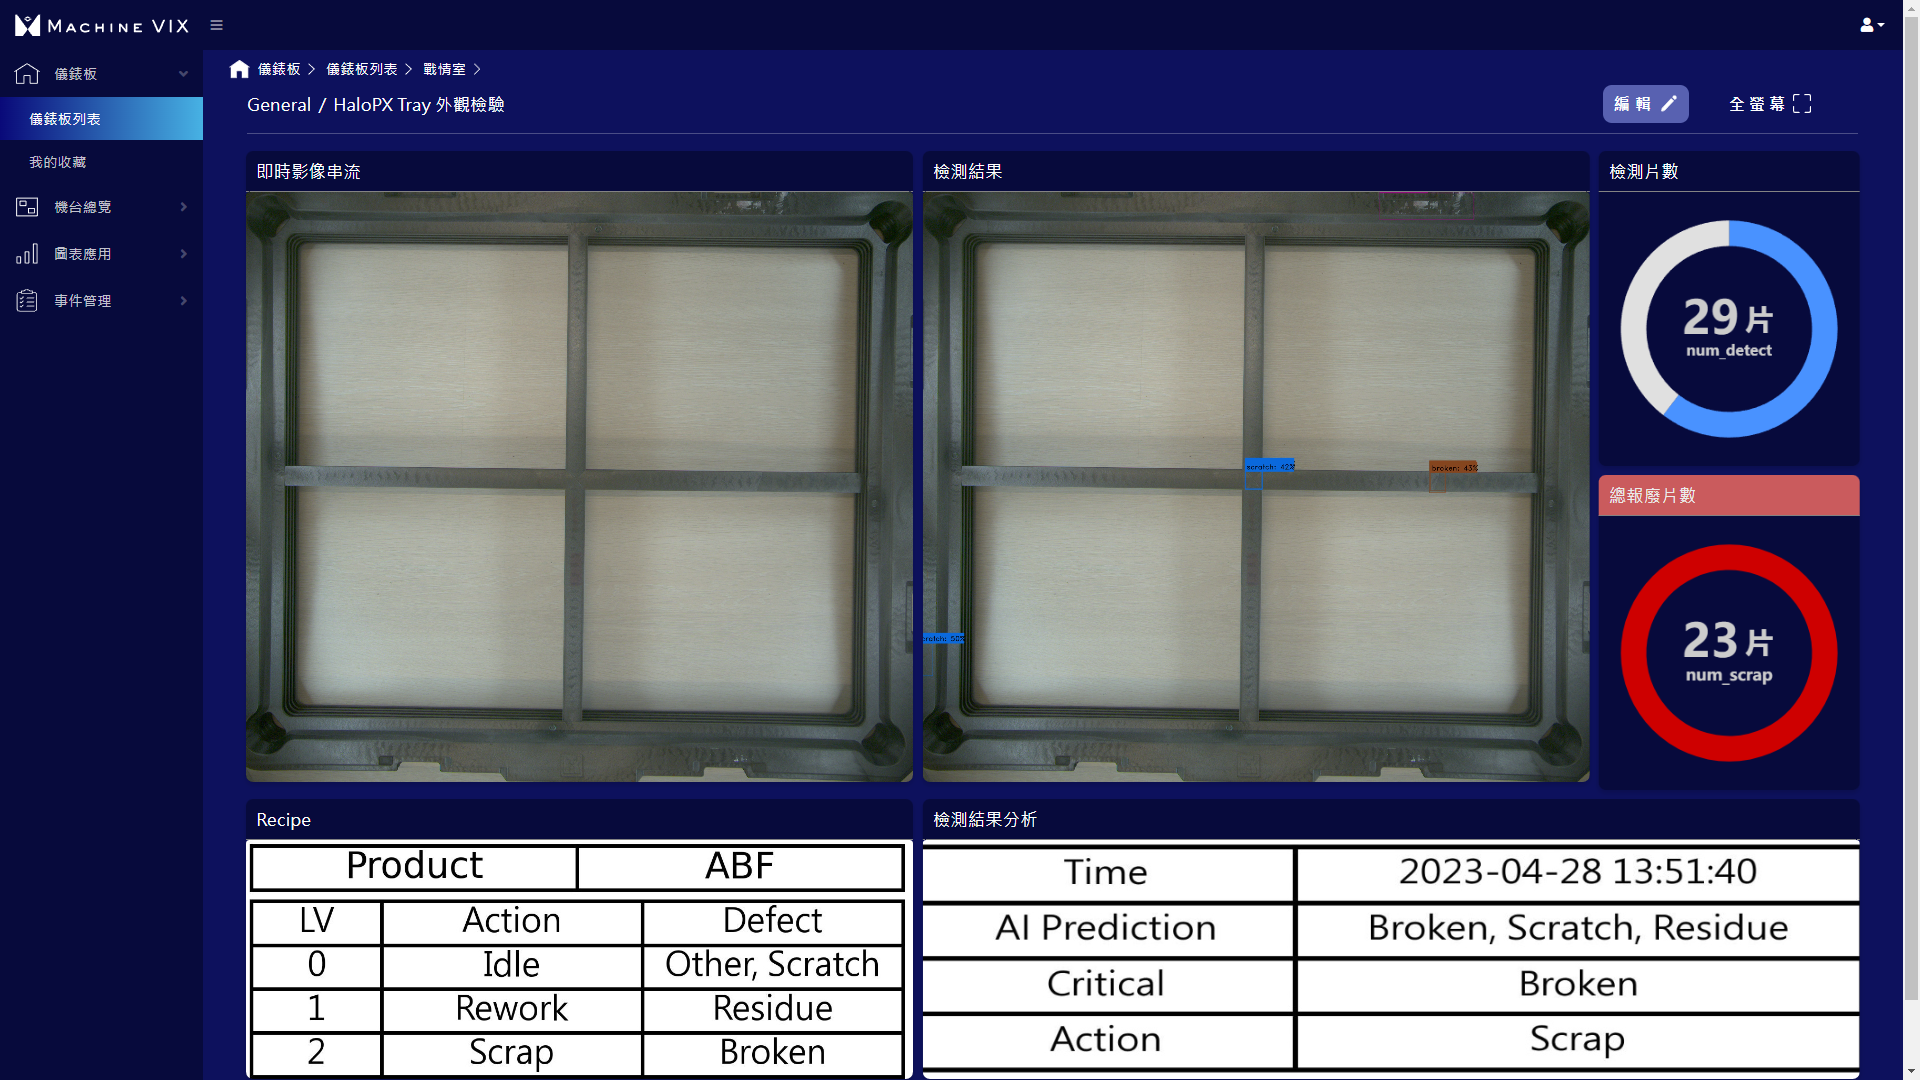 MACHINE VIX
儀錶板
儀錶板列表
我的收藏
機台總覽
圖表應用
事件管理
儀錶板 > 儀錶板列表 > 戰情室 >
General / HaloPX Tray 外觀檢驗
編輯
全螢幕
即時影像串流
檢測結果
scratch: 42%
broken: 43%
ratch: 50%
檢測片數
29片
num_detect
總報廢片數
23片
num_scrap
Recipe
Product ABF
LV Action Defect
0 Idle Other, Scratch
1 Rework Residue
2 Scrap Broken
檢測結果分析
Time 2023-04-28 13:51:40
AI Prediction Broken, Scratch, Residue
Critical Broken
Action Scrap